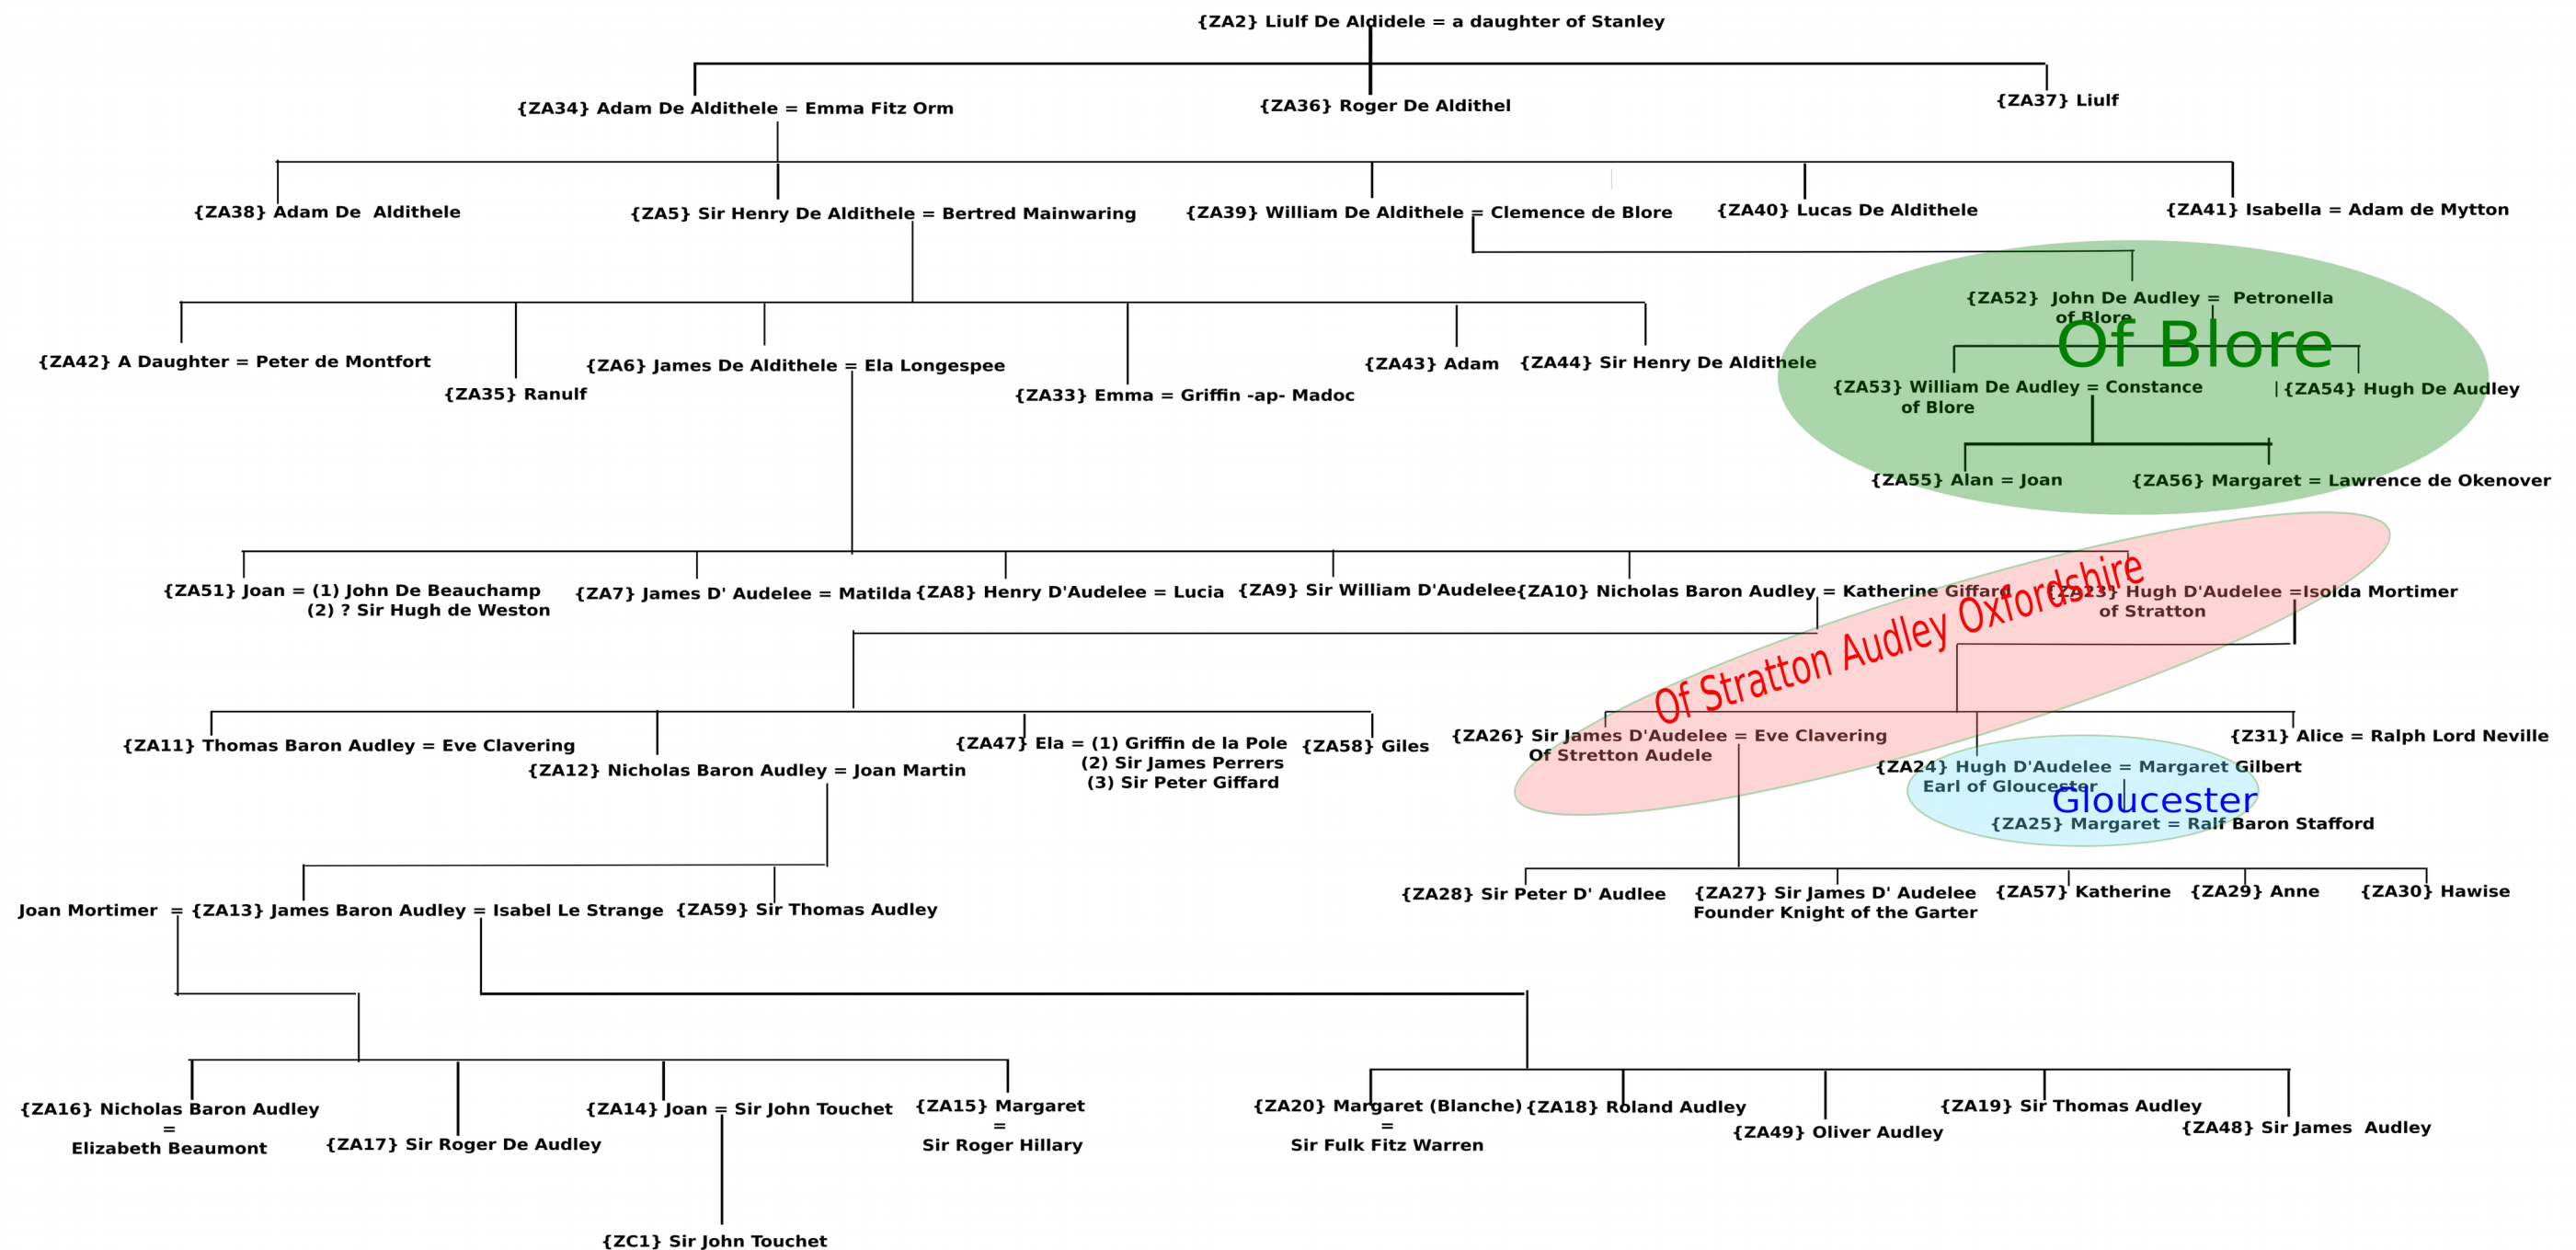 {ZA2} Liulf De Aldidele = a daughter of Stanley
{ZA34} Adam De Aldithele = Emma Fitz Orm
{ZA36} Roger De Aldithel
{ZA37} Liulf
{ZA38} Adam De  Aldithele
{ZA5} Sir Henry De Aldithele = Bertred Mainwaring
{ZA39} William De Aldithele = Clemence de Blore
{ZA40} Lucas De Aldithele
{ZA41} Isabella = Adam de Mytton
{ZA52}  John De Audley =  Petronella
of Blore
Of Blore
{ZA42} A Daughter = Peter de Montfort
{ZA35} Ranulf
{ZA6} James De Aldithele = Ela Longespee
{ZA33} Emma = Griffin -ap- Madoc
{ZA43} Adam
{ZA44} Sir Henry De Aldithele
{ZA53} William De Audley = Constance
of Blore
{ZA54} Hugh De Audley
{ZA55} Alan = Joan
{ZA56} Margaret = Lawrence de Okenover
{ZA51} Joan = (1) John De Beauchamp
(2) ? Sir Hugh de Weston
{ZA7} James D' Audelee = Matilda
{ZA8} Henry D'Audelee = Lucia
{ZA9} Sir William D'Audelee
{ZA10} Nicholas Baron Audley = Katherine Giffard
{ZA23} Hugh D'Audelee =Isolda Mortimer
of Stratton
Of Stratton Audley Oxfordshire
{ZA11} Thomas Baron Audley = Eve Clavering
{ZA12} Nicholas Baron Audley = Joan Martin
{ZA47} Ela = (1) Griffin de la Pole
(2) Sir James Perrers
(3) Sir Peter Giffard
{ZA58} Giles
{ZA26} Sir James D'Audelee = Eve Clavering
Of Stretton Audele
{Z31} Alice = Ralph Lord Neville
{ZA24} Hugh D'Audelee = Margaret Gilbert
Earl of Gloucester
Gloucester
{ZA25} Margaret = Ralf Baron Stafford
Joan Mortimer  = {ZA13} James Baron Audley = Isabel Le Strange
{ZA59} Sir Thomas Audley
{ZA28} Sir Peter D' Audlee
{ZA27} Sir James D' Audelee
Founder Knight of the Garter
{ZA57} Katherine
{ZA29} Anne
{ZA30} Hawise
{ZA16} Nicholas Baron Audley
=
Elizabeth Beaumont
{ZA17} Sir Roger De Audley
{ZA14} Joan = Sir John Touchet
{ZA15} Margaret
=
Sir Roger Hillary
{ZA20} Margaret (Blanche)
=
Sir Fulk Fitz Warren
{ZA18} Roland Audley
{ZA49} Oliver Audley
{ZA19} Sir Thomas Audley
{ZA48} Sir James  Audley
{ZC1} Sir John Touchet